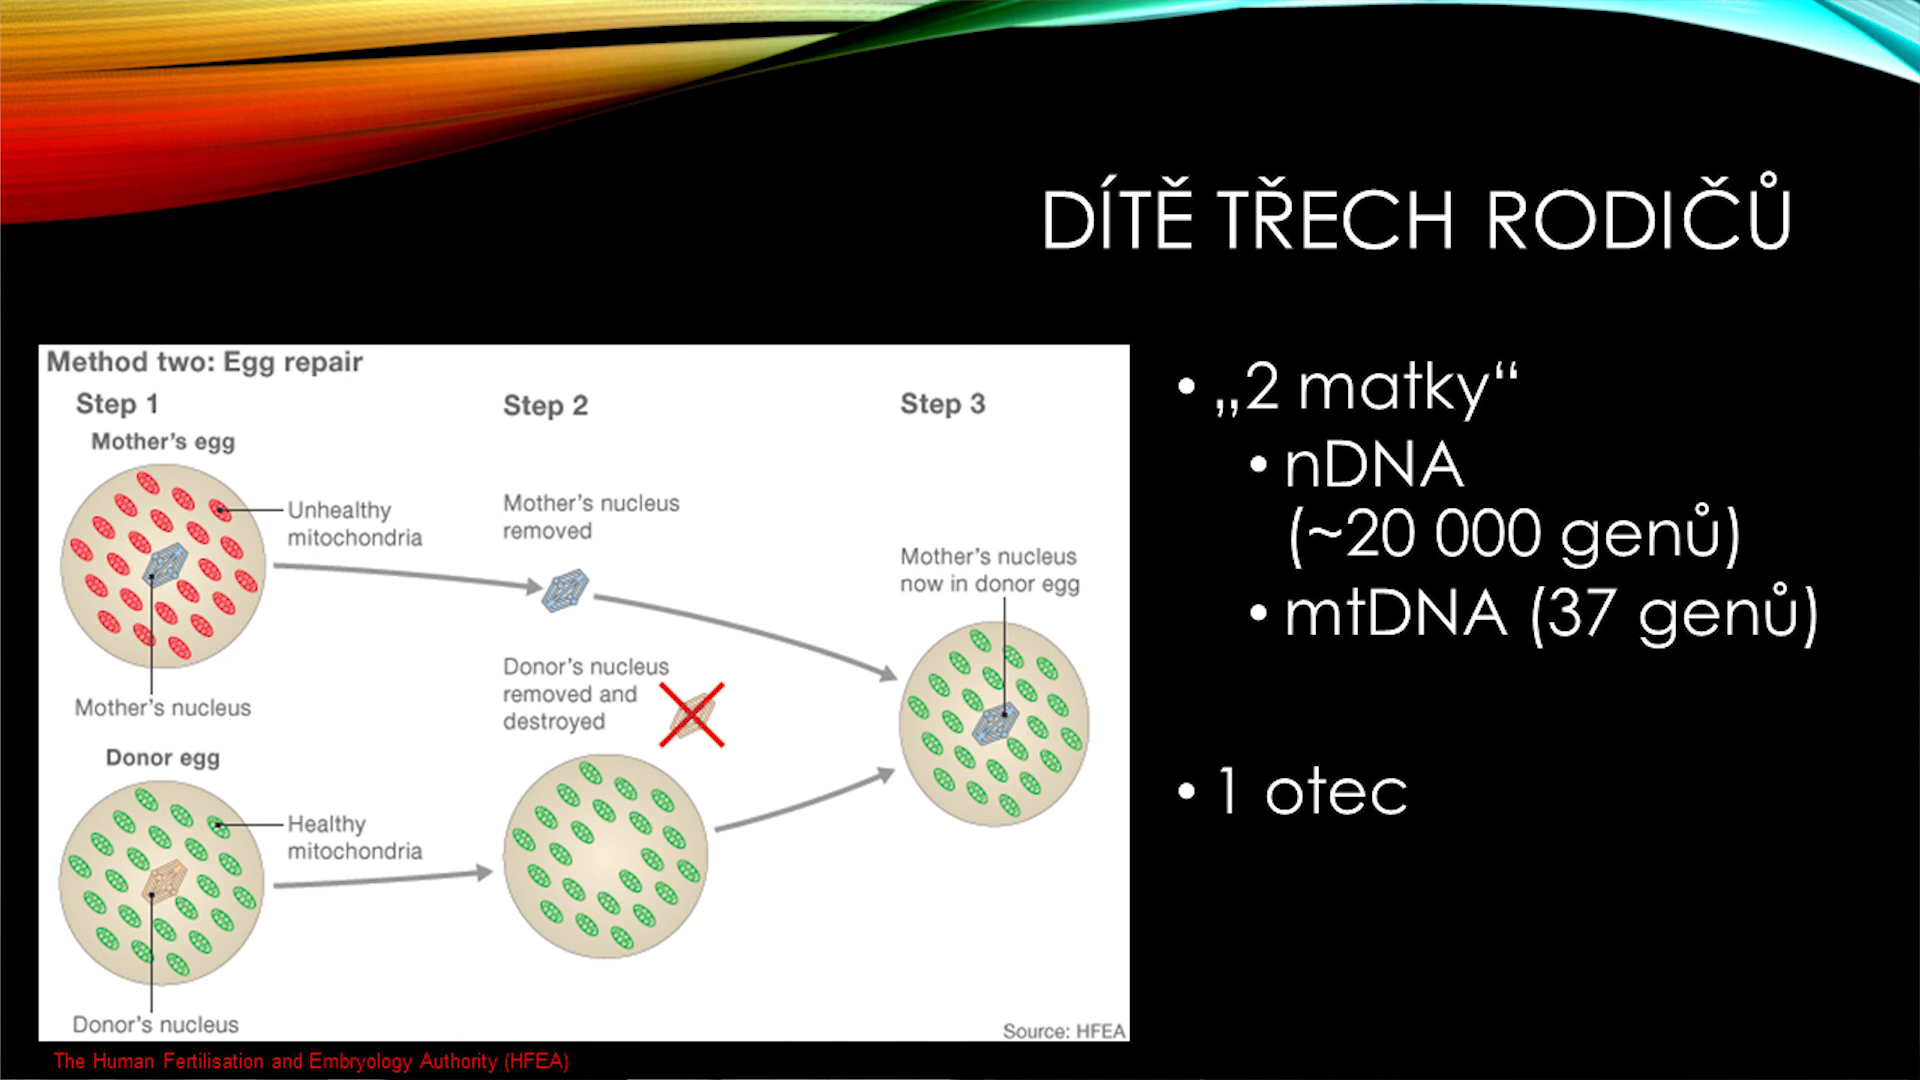 DÍTĚ TŘECH RODIČŮ
Method two: Egg repair
Step 1
Step 2
Step 3
Mother's egg
Unhealthy
mitochondria
Mother's nucleus
Mother's nucleus
removed
Mother's nucleus
now in donor egg
Donor's nucleus
removed and
destroyed
Donor egg
Healthy
mitochondria
Donor's nucleus
Source: HFEA
The Human Fertilisation and Embryology Authority (HFEA)
• „2 matky“
• nDNA
(~20 000 genů)
• mtDNA (37 genů)
• 1 otec